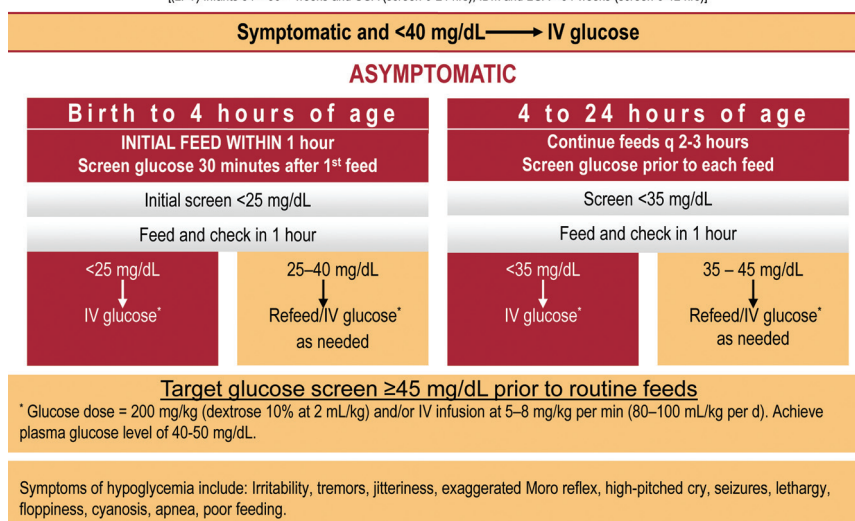 Symptomatic and <40 mg/dL → IV glucose
ASYMPTOMATIC
Birth to 4 hours of age
INITIAL FEED WITHIN 1 hour
Screen glucose 30 minutes after 1st feed
Initial screen <25 mg/dL
Feed and check in 1 hour
<25 mg/dL
IV glucose*
25–40 mg/dL
Refeed/IV glucose*
as needed
4 to 24 hours of age
Continue feeds q 2-3 hours
Screen glucose prior to each feed
Screen <35 mg/dL
Feed and check in 1 hour
<35 mg/dL
IV glucose*
35 – 45 mg/dL
Refeed/IV glucose*
as needed
Target glucose screen ≥45 mg/dL prior to routine feeds
* Glucose dose = 200 mg/kg (dextrose 10% at 2 mL/kg) and/or IV infusion at 5–8 mg/kg per min (80–100 mL/kg per d). Achieve
plasma glucose level of 40-50 mg/dL.
Symptoms of hypoglycemia include: Irritability, tremors, jitteriness, exaggerated Moro reflex, high-pitched cry, seizures, lethargy,
floppiness, cyanosis, apnea, poor feeding.